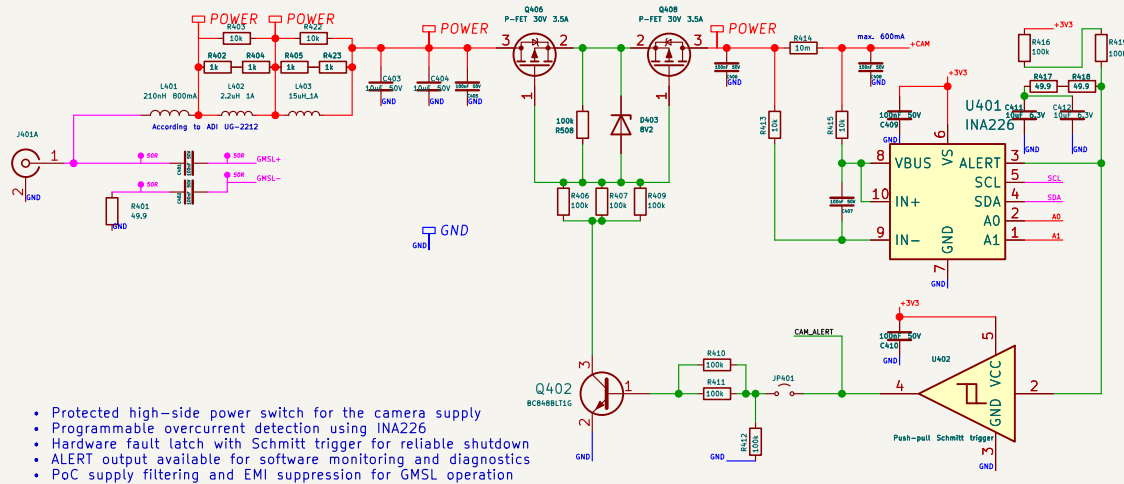 POWER
R403
10k
R402
1k
R404
1k
POWER
R422
10k
R405
1k
R423
1k
L401
210nH 800mA
L402
2.2uH 1A
L403
15uH 1A
According to ADI UG-2212
J401A
1
2
GND
50R
50R
GMSL+
50R
50R
GMSL-
R401
49.9
GND
C403
10uF 50V
GND
POWER
C404
10uF 50V
GND
100nF 50V
GND
GND
GND
Q406
P-FET 30V 3.5A
3
2
1
100k
R508
D403
8V2
Q408
P-FET 30V 3.5A
2
3
1
R406
100k
R407
100k
R409
100k
POWER
100nF 50V
GND
R414
10m
max. 600mA
+CAM
100nF 50V
GND
R413
10k
R415
10k
100nF 50V
C407
+3V3
100nF 50V
C409
GND
U401
INA226
6
VS
8
VBUS
10
IN+
9
IN-
ALERT
3
SCL
5
SCL
SDA
4
SDA
A0
2
A0
A1
1
A1
GND
7
GND
+3V3
R416
100k
R419
100k
R417
49.9
R418
49.9
C411
10uF 6.3V
GND
C412
10uF 6.3V
GND
+3V3
100nF 50V
C410
GND
U402
5
VCC
4
2
GND
3
GND
Push-pull Schmitt trigger
CAM_ALERT
JP401
R410
100k
R411
100k
R412
100k
GND
Q402
BC848BLT1G
3
1
2
GND
• Protected high-side power switch for the camera supply
• Programmable overcurrent detection using INA226
• Hardware fault latch with Schmitt trigger for reliable shutdown
• ALERT output available for software monitoring and diagnostics
• PoC supply filtering and EMI suppression for GMSL operation